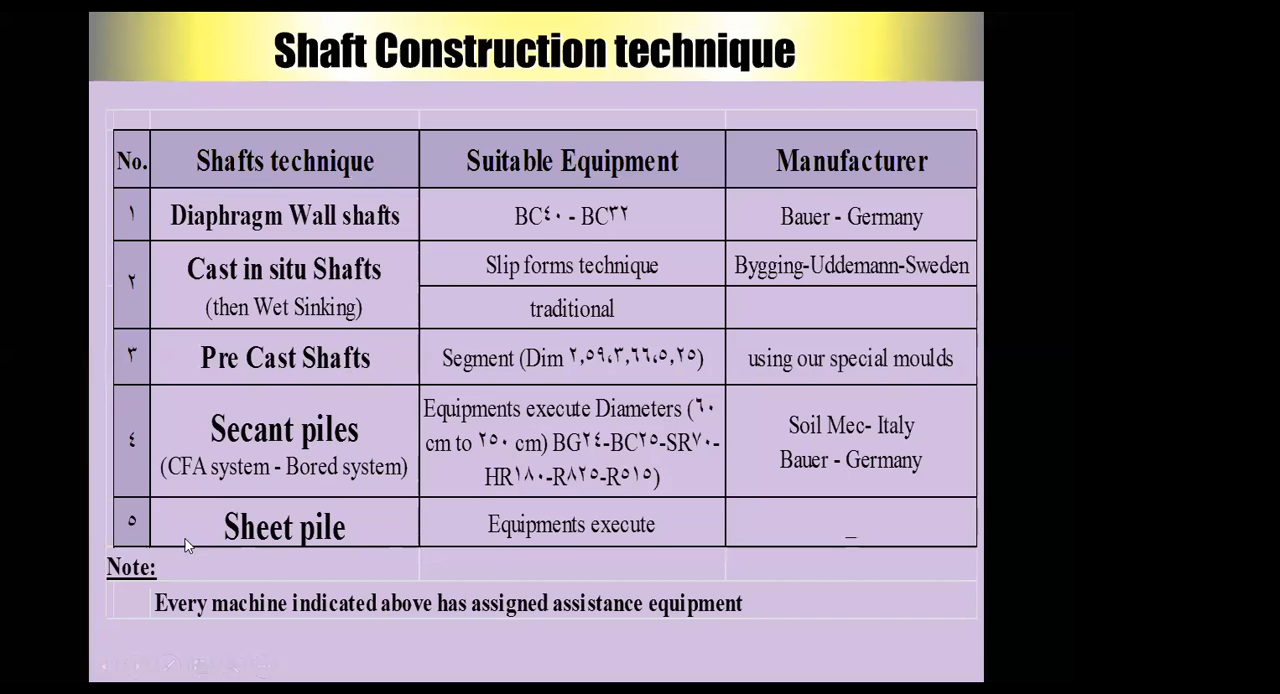 Shaft Construction technique
No. Shafts technique Suitable Equipment Manufacturer
١ Diaphragm Wall shafts BC٤٠ - BC٣٢ Bauer - Germany
٢ Cast in situ Shafts
(then Wet Sinking)
Slip forms technique Bygging-Uddemann-Sweden
traditional
٣ Pre Cast Shafts Segment (Dim ٢,٥٩،٣,٦٦،٥,٢٥) using our special moulds
٤ Secant piles
(CFA system - Bored system)
Equipments execute Diameters (٦٠
cm to ٢٥٠ cm) BG٢٤-BC٢٥-SR٧٠-
HR١٨٠-R٨٢٥-R٥١٥)
Soil Mec- Italy
Bauer - Germany
٥ Sheet pile Equipments execute _
Note:
Every machine indicated above has assigned assistance equipment